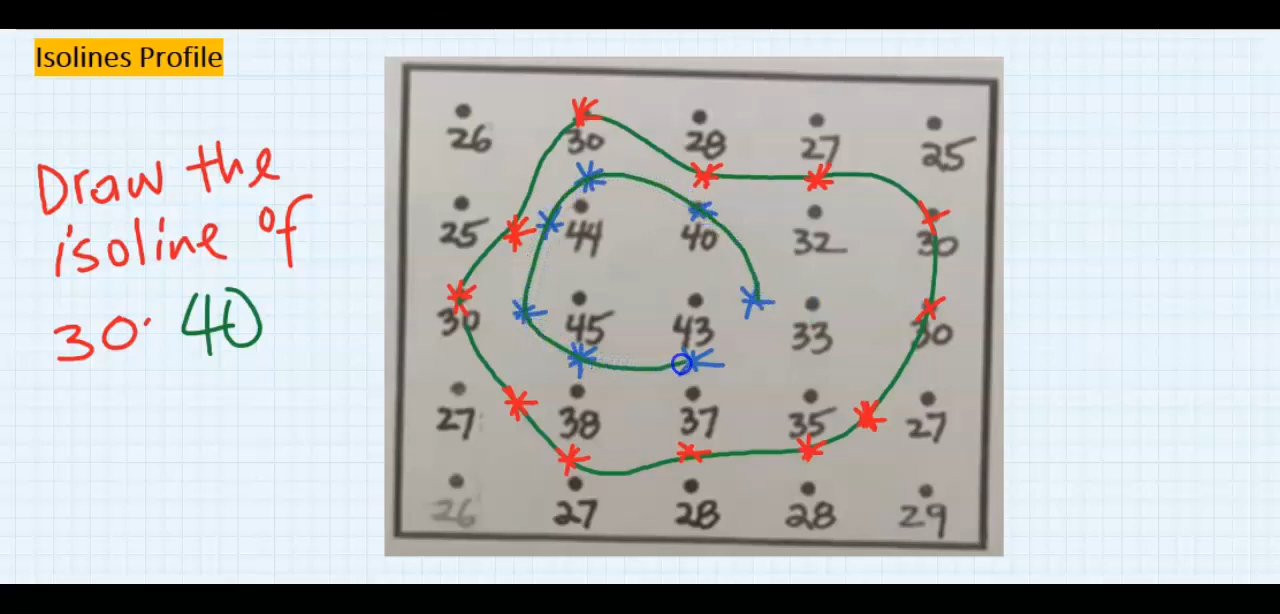 Isolines Profile
Draw the
isoline of
30. 40
26 30 28 27 25
25 44 40 32 30
30 45 43 33 30
27 38 37 35 27
26 27 28 28 29